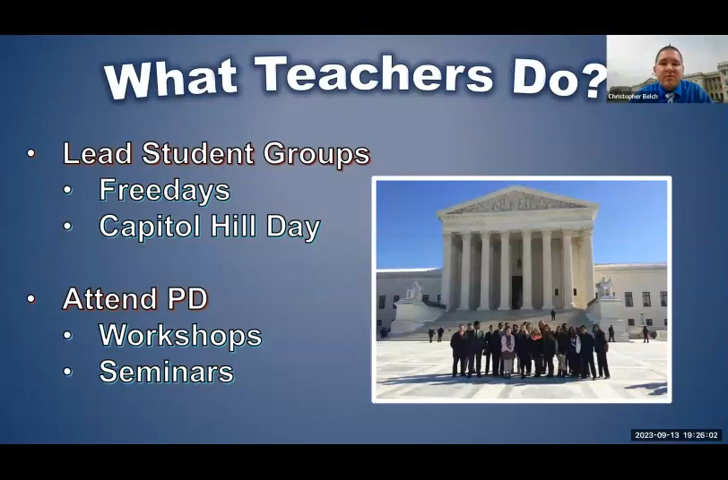 What Teachers Do?
Christopher Belch
• Lead Student Groups
• Freedays
• Capitol Hill Day
• Attend PD
• Workshops
• Seminars
2023-09-13 19:26:02